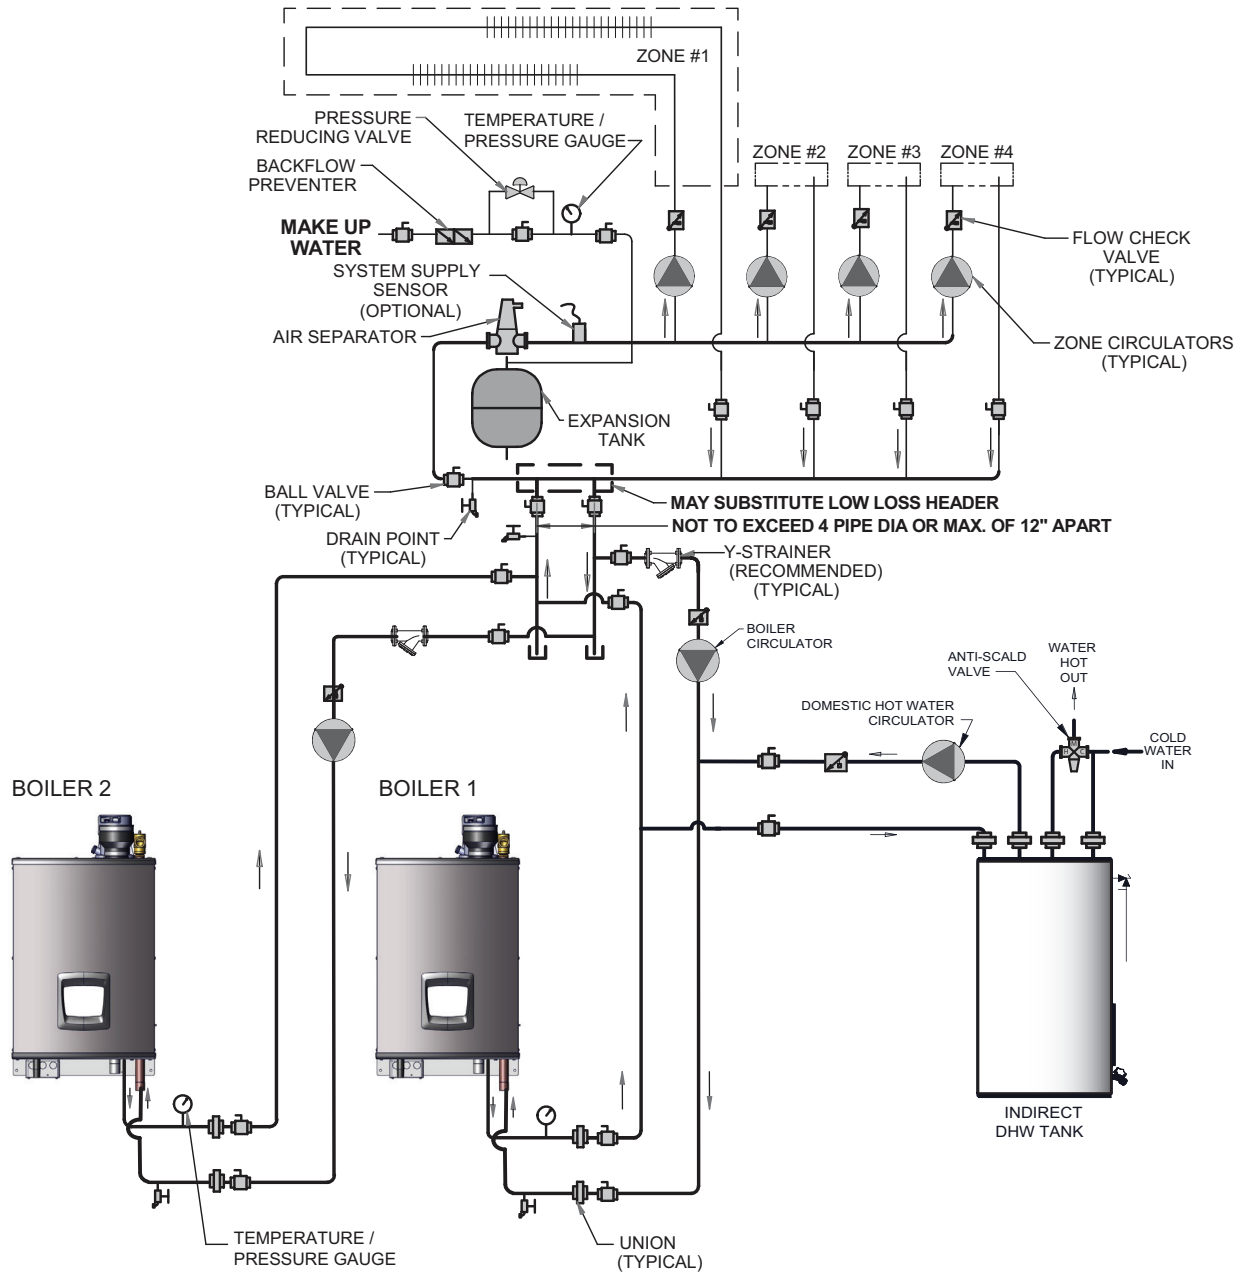 ZONE #1
PRESSURE
REDUCING VALVE
TEMPERATURE /
PRESSURE GAUGE
BACKFLOW
PREVENTER
ZONE #2
ZONE #3
ZONE #4
MAKE UP
WATER
FLOW CHECK
VALVE
(TYPICAL)
SYSTEM SUPPLY
SENSOR
(OPTIONAL)
AIR SEPARATOR
ZONE CIRCULATORS
(TYPICAL)
EXPANSION
TANK
BALL VALVE
(TYPICAL)
MAY SUBSTITUTE LOW LOSS HEADER
NOT TO EXCEED 4 PIPE DIA OR MAX. OF 12" APART
DRAIN POINT
(TYPICAL)
Y-STRAINER
(RECOMMENDED)
(TYPICAL)
BOILER
CIRCULATOR
ANTI-SCALD
VALVE
WATER
HOT
OUT
DOMESTIC HOT WATER
CIRCULATOR
M
H C
COLD
WATER
IN
BOILER 2
BOILER 1
INDIRECT
DHW TANK
TEMPERATURE /
PRESSURE GAUGE
UNION
(TYPICAL)